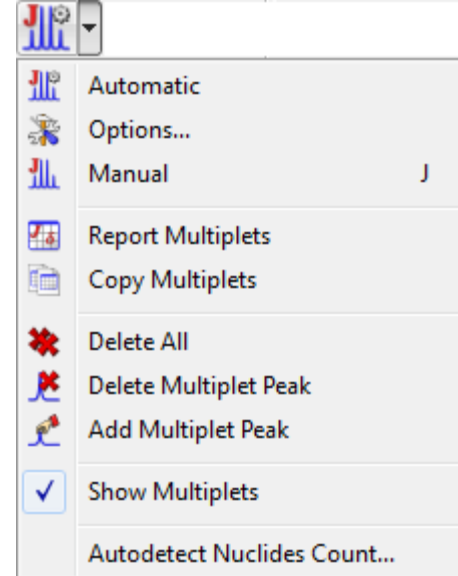 Automatic
Options...
Manual J
Report Multiplets
Copy Multiplets
Delete All
Delete Multiplet Peak
Add Multiplet Peak
Show Multiplets
Autodetect Nuclides Count...